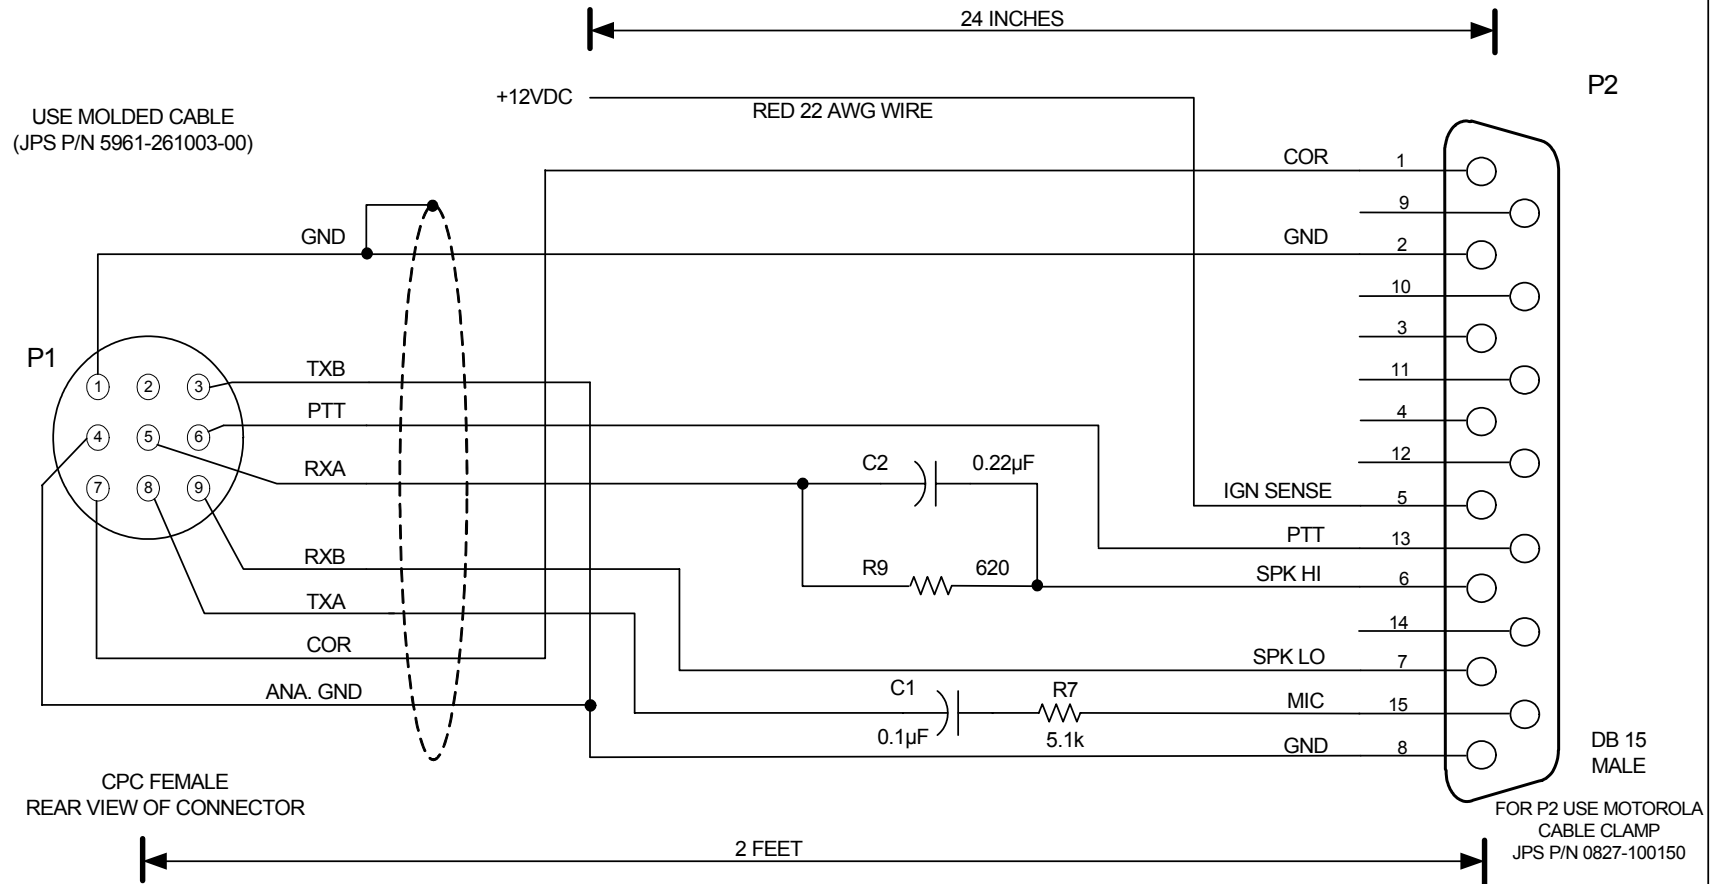 24 INCHES
P2
+12VDC
RED 22 AWG WIRE
USE MOLDED CABLE
(JPS P/N 5961-261003-00)
COR 1
9
GND
GND 2
10
3
P1
11
TXB
1 2 3
PTT
4
4 5 6
12
RXA
C2 0.22µF
7 8 9
IGN SENSE 5
PTT 13
RXB
R9 620
SPK HI 6
TXA
14
COR
SPK LO 7
ANA. GND
C1
R7
MIC 15
0.1µF
5.1k
GND 8
DB 15
MALE
CPC FEMALE
REAR VIEW OF CONNECTOR
FOR P2 USE MOTOROLA
CABLE CLAMP
JPS P/N 0827-100150
2 FEET